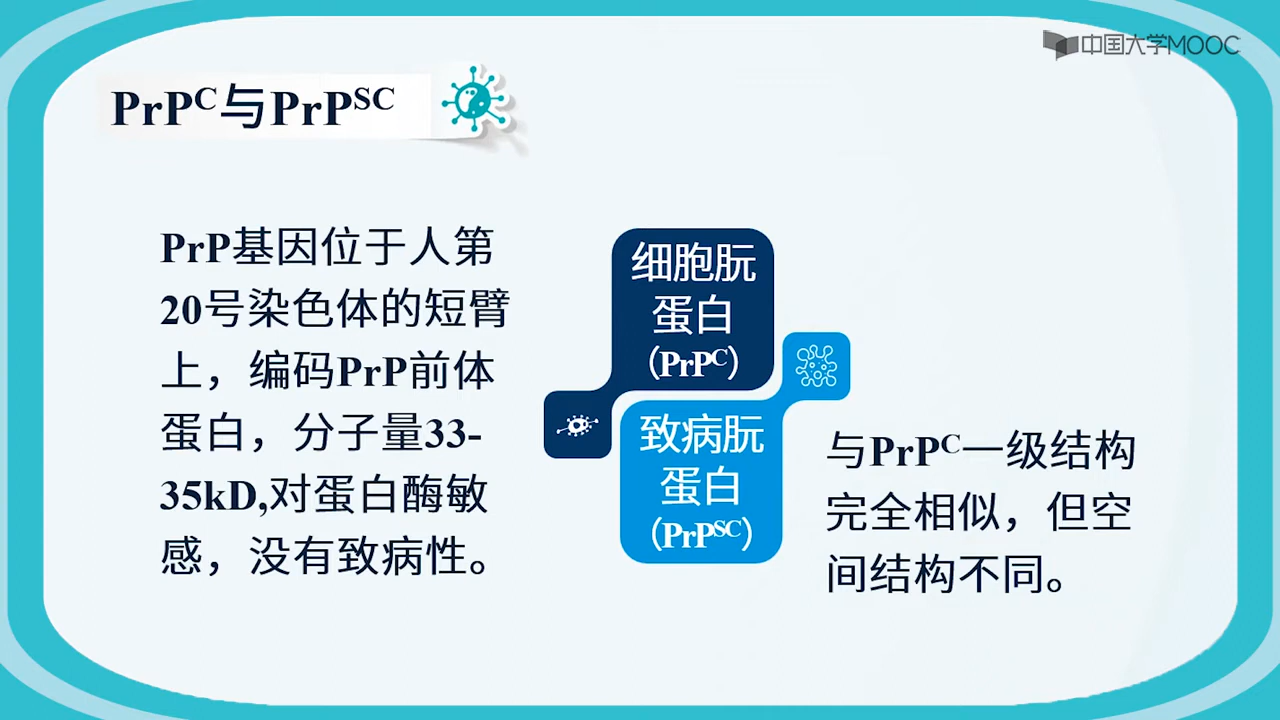 中国大学MOOC
PrPC与PrPSC
PrP基因位于人第
20号染色体的短臂
上，编码PrP前体
蛋白，分子量33-
35kD,对蛋白酶敏
感，没有致病性。
细胞朊
蛋白
(PrPC)
致病朊
蛋白
(PrPSC)
与PrPC一级结构
完全相似，但空
间结构不同。